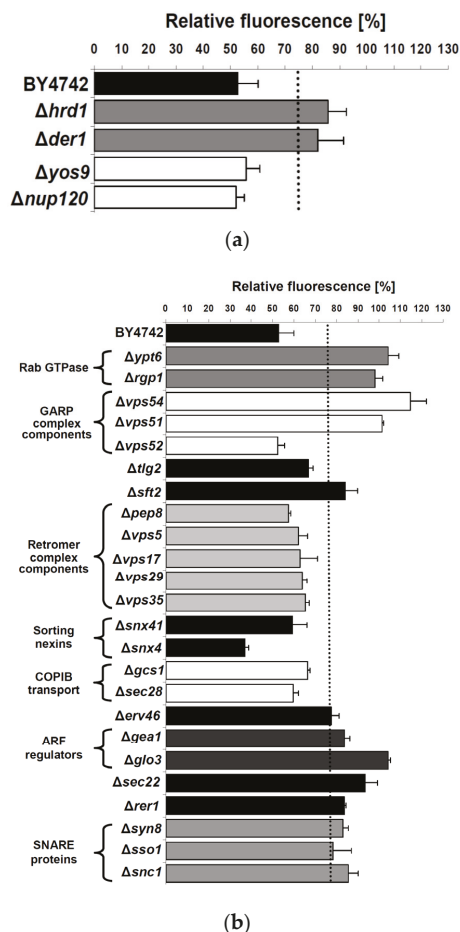 Relative fluorescence [%]
0 10 20 30 40 50 60 70 80 90 100 110 120 130
BY4742
Δhrd1
Δder1
Δyos9
Δnup120
(a)
Relative fluorescence [%]
0 10 20 30 40 50 60 70 80 90 100 110 120 130
BY4742
Rab GTPase
Δypt6
Δrgp1
GARP
complex
components
Δvps54
Δvps51
Δvps52
Δtlg2
Δsft2
Retromer
complex
components
Δpep8
Δvps5
Δvps17
Δvps29
Δvps35
Sorting
nexins
Δsnx41
Δsnx4
COPIB
transport
Δgcs1
Δsec28
Δerv46
ARF
regulators
Δgea1
Δglo3
Δsec22
Δrer1
SNARE
proteins
Δsyn8
Δsso1
Δsnc1
(b)